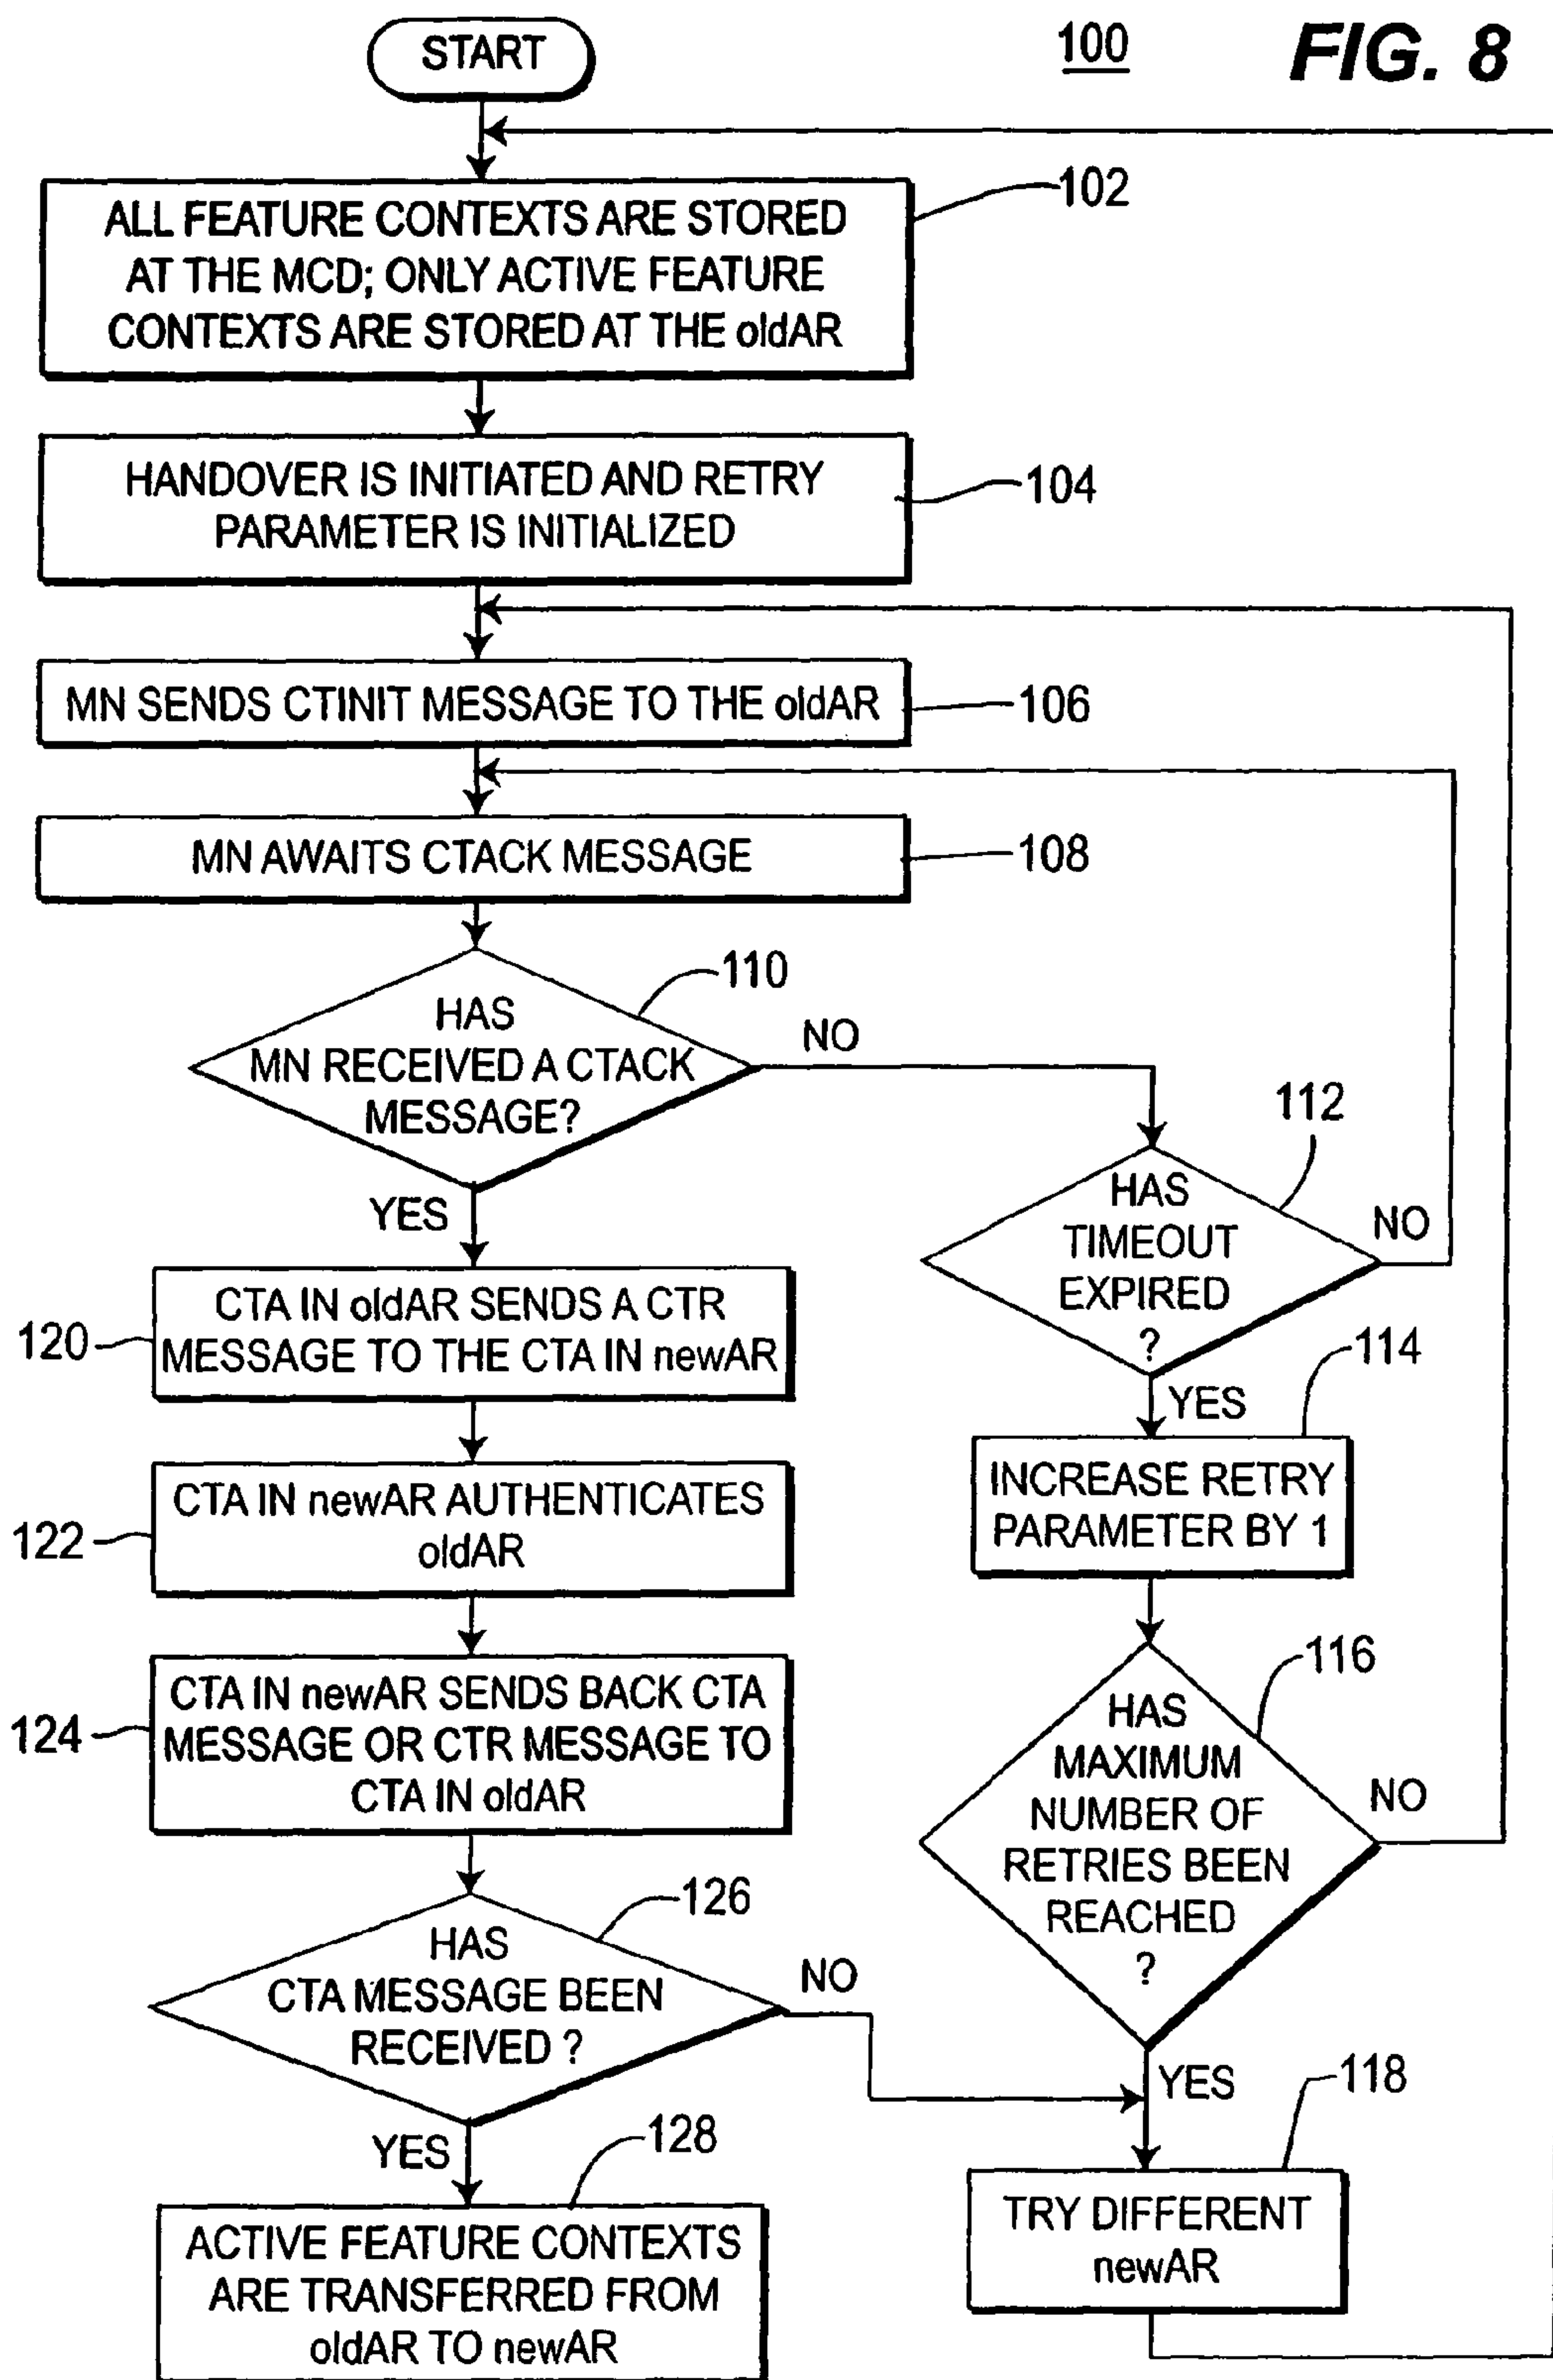 START
100
FIG. 8
ALL FEATURE CONTEXTS ARE STORED
AT THE MCD; ONLY ACTIVE FEATURE
CONTEXTS ARE STORED AT THE oldAR
102
HANDOVER IS INITIATED AND RETRY
PARAMETER IS INITIALIZED
104
MN SENDS CTINIT MESSAGE TO THE oldAR
106
MN AWAITS CTACK MESSAGE
108
HAS
MN RECEIVED A CTACK
MESSAGE?
110
NO
YES
HAS
TIMEOUT
EXPIRED
?
112
NO
YES
INCREASE RETRY
PARAMETER BY 1
114
HAS
MAXIMUM
NUMBER OF
RETRIES BEEN
REACHED
?
116
NO
YES
TRY DIFFERENT
newAR
118
CTA IN oldAR SENDS A CTR
MESSAGE TO THE CTA IN newAR
120
CTA IN newAR AUTHENTICATES
oldAR
122
CTA IN newAR SENDS BACK CTA
MESSAGE OR CTR MESSAGE TO
CTA IN oldAR
124
HAS
CTA MESSAGE BEEN
RECEIVED ?
126
NO
YES
ACTIVE FEATURE CONTEXTS
ARE TRANSFERRED FROM
oldAR TO newAR
128